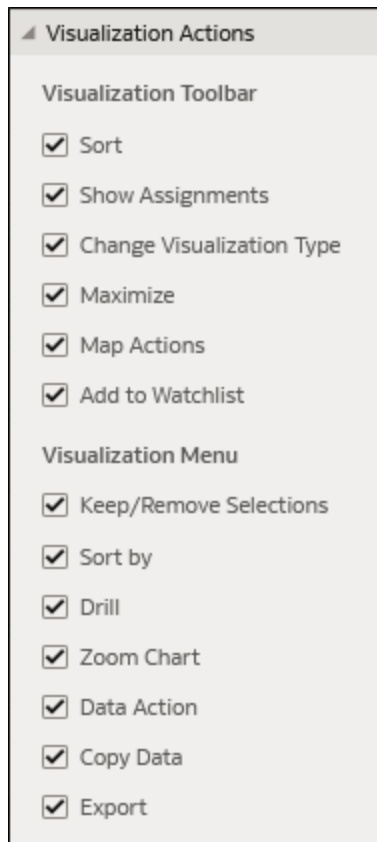 Visualization Actions
Visualization Toolbar
Sort
Show Assignments
Change Visualization Type
Maximize
Map Actions
Add to Watchlist
Visualization Menu
Keep/Remove Selections
Sort by
Drill
Zoom Chart
Data Action
Copy Data
Export